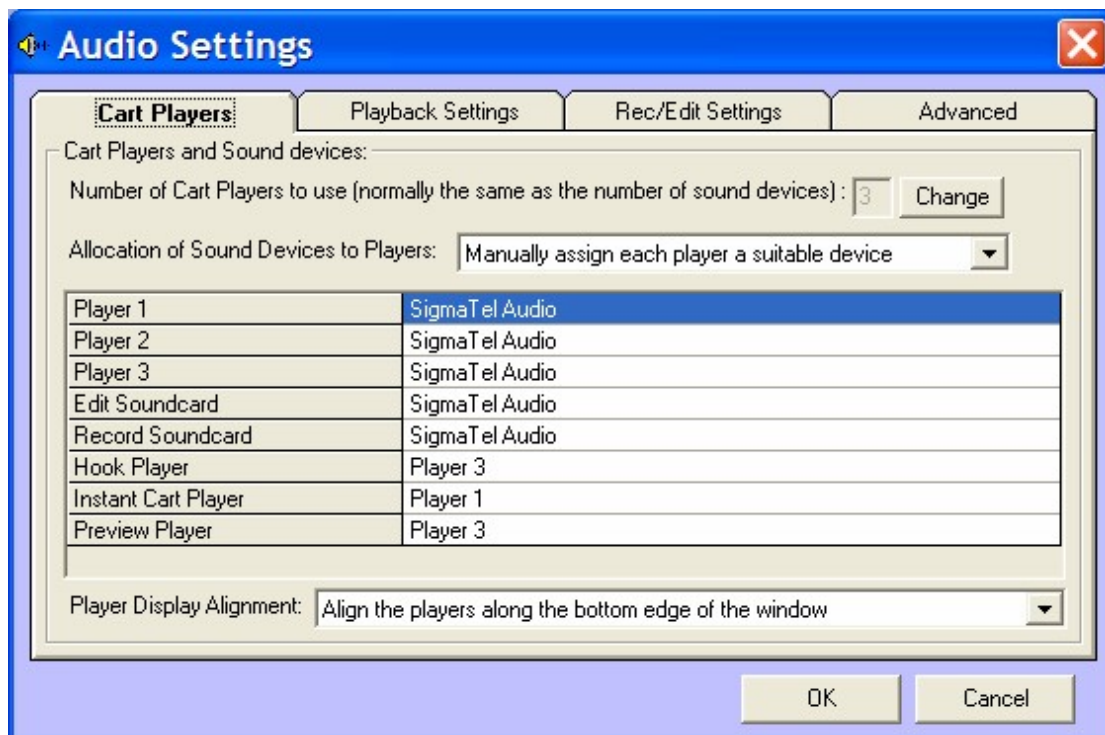 Audio Settings
Cart Players Playback Settings Rec/Edit Settings Advanced
Cart Players and Sound devices:
Number of Cart Players to use (normally the same as the number of sound devices) : 3 Change
Allocation of Sound Devices to Players: Manually assign each player a suitable device
Player 1 SigmaTel Audio
Player 2 SigmaTel Audio
Player 3 SigmaTel Audio
Edit Soundcard SigmaTel Audio
Record Soundcard SigmaTel Audio
Hook Player Player 3
Instant Cart Player Player 1
Preview Player Player 3
Player Display Alignment: Align the players along the bottom edge of the window
OK Cancel